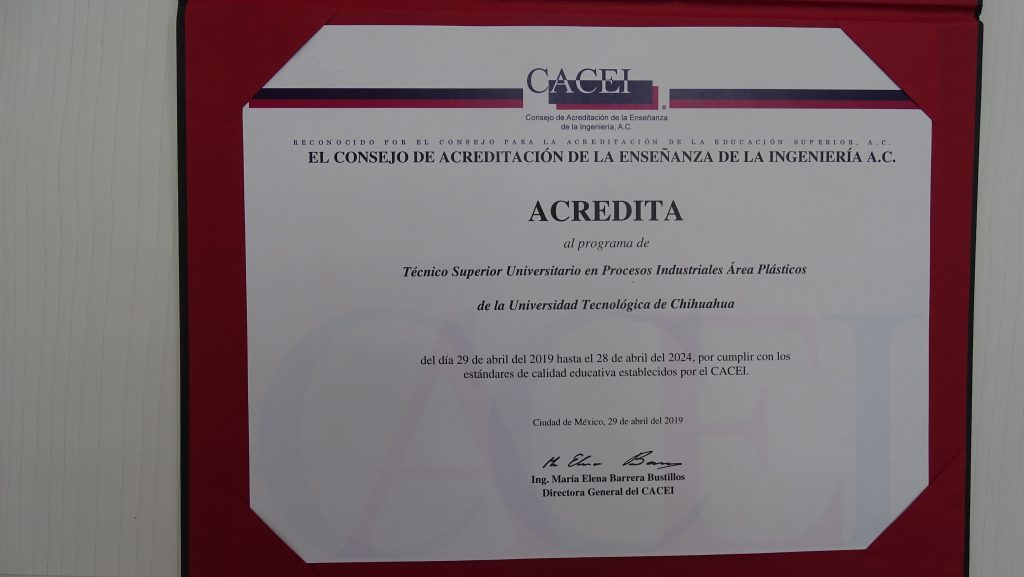 CACEI
CACEI
Consejo de Acreditación de la Enseñanza
de la Ingeniería, A.C.
RECONOCIDO POR EL CONSEJO PARA LA ACREDITACIÓN DE LA EDUCACIÓN SUPERIOR, A.C.
EL CONSEJO DE ACREDITACIÓN DE LA ENSEÑANZA DE LA INGENIERÍA A.C.
ACREDITA
al programa de
Técnico Superior Universitario en Procesos Industriales Área Plásticos
de la Universidad Tecnológica de Chihuahua
del día 29 de abril del 2019 hasta el 28 de abril del 2024, por cumplir con los
estándares de calidad educativa establecidos por el CACEI.
Ciudad de México, 29 de abril del 2019
Ing. María Elena Barrera Bustillos
Directora General del CACEI
CACEI